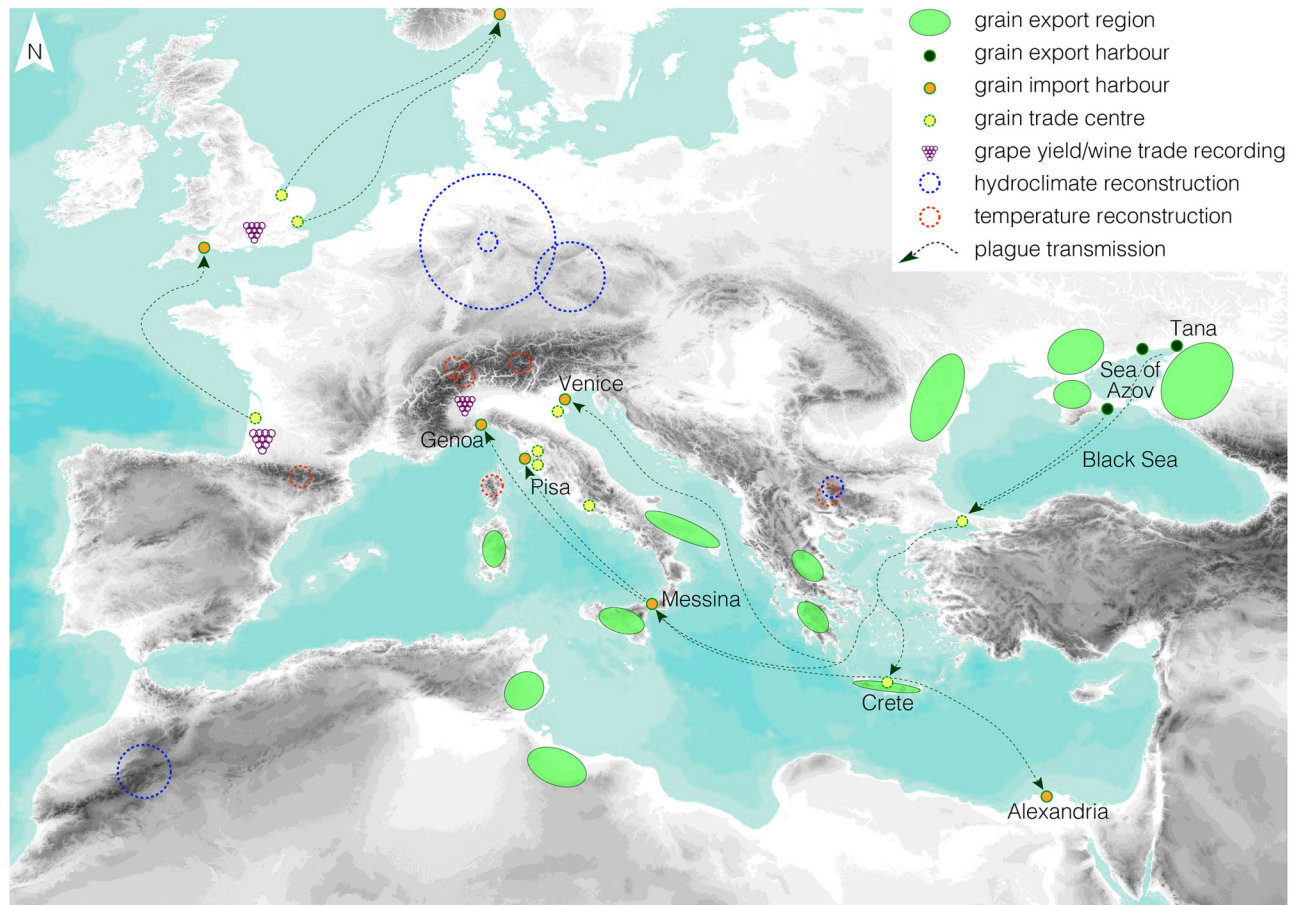 N
grain export region
grain export harbour
grain import harbour
grain trade centre
grape yield/wine trade recording
hydroclimate reconstruction
temperature reconstruction
plague transmission
Tana
Sea of
Azov
Venice
Genoa
Black Sea
Pisa
Messina
Crete
Alexandria